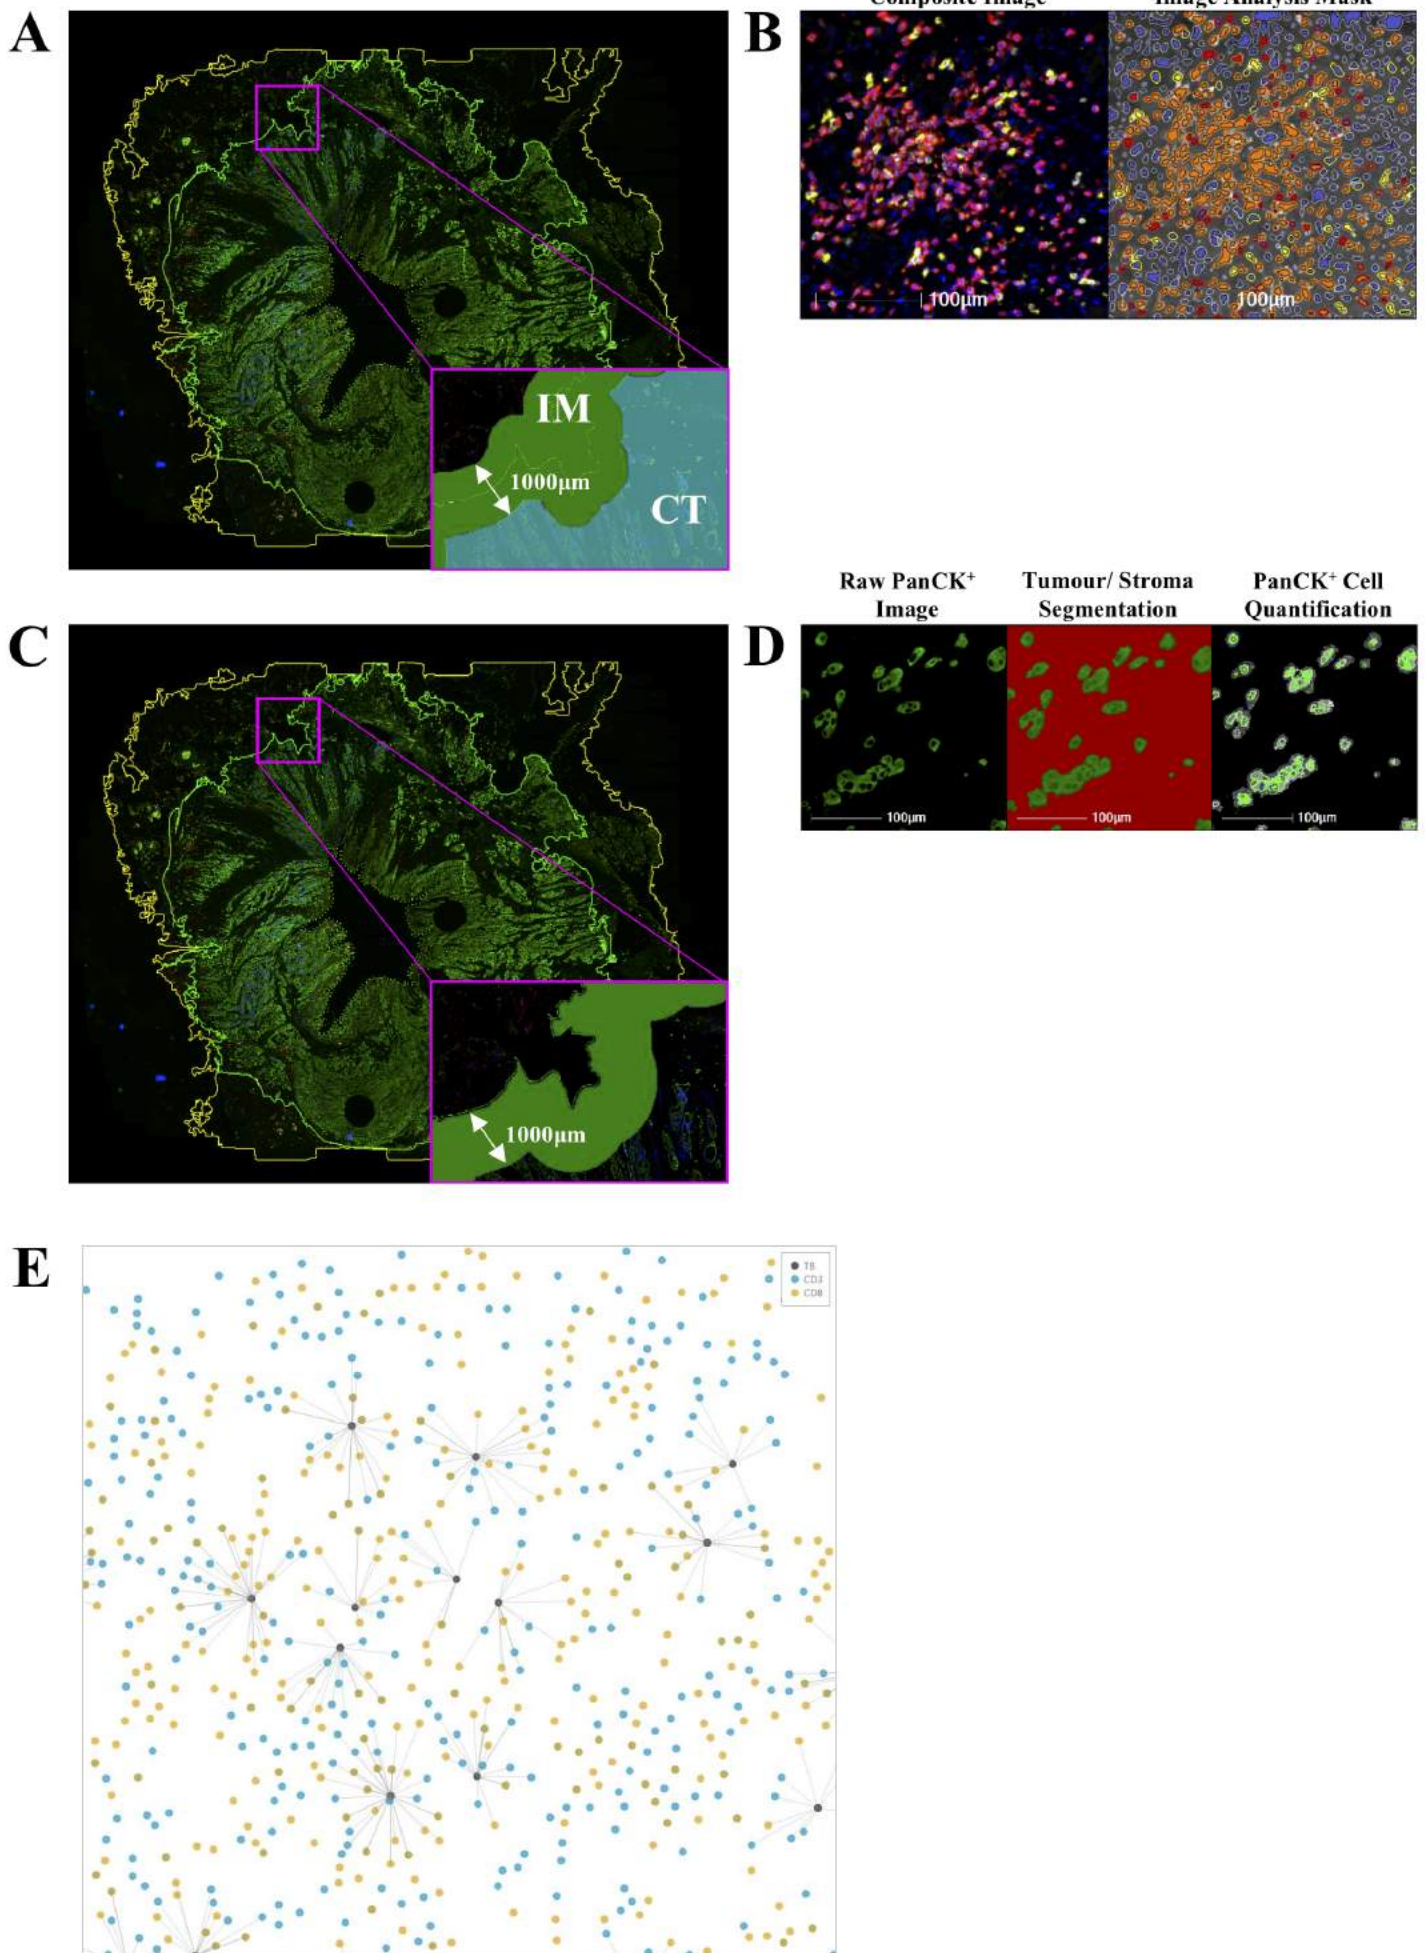 A
B
Composite Image
Image Analysis Mask
100μm
100μm
IM
1000μm
CT
Raw PanCK⁺
Image
Tumour/ Stroma
Segmentation
PanCK⁺ Cell
Quantification
C
D
100μm
100μm
100μm
1000μm
E
TB
CD3
CD8